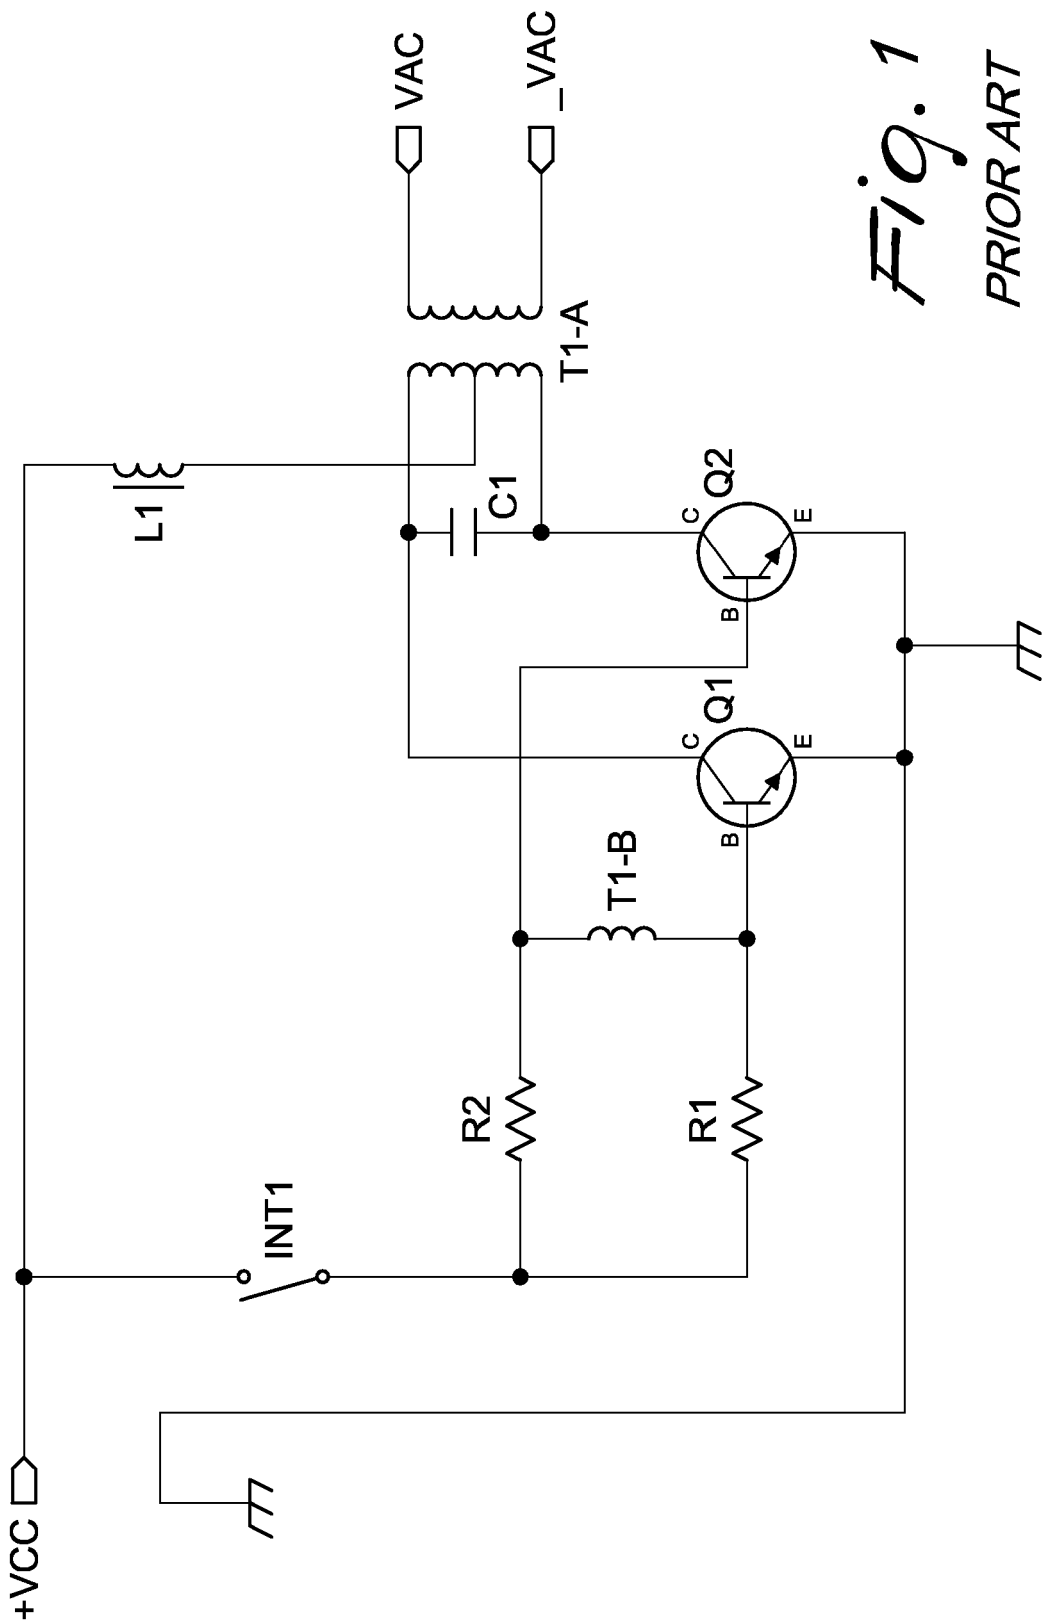 +VCC
INT1
L1
VAC
_VAC
T1-A
C1
R2
R1
T1-B
B
C
E
Q1
B
C
E
Q2
Fig. 1
PRIOR ART